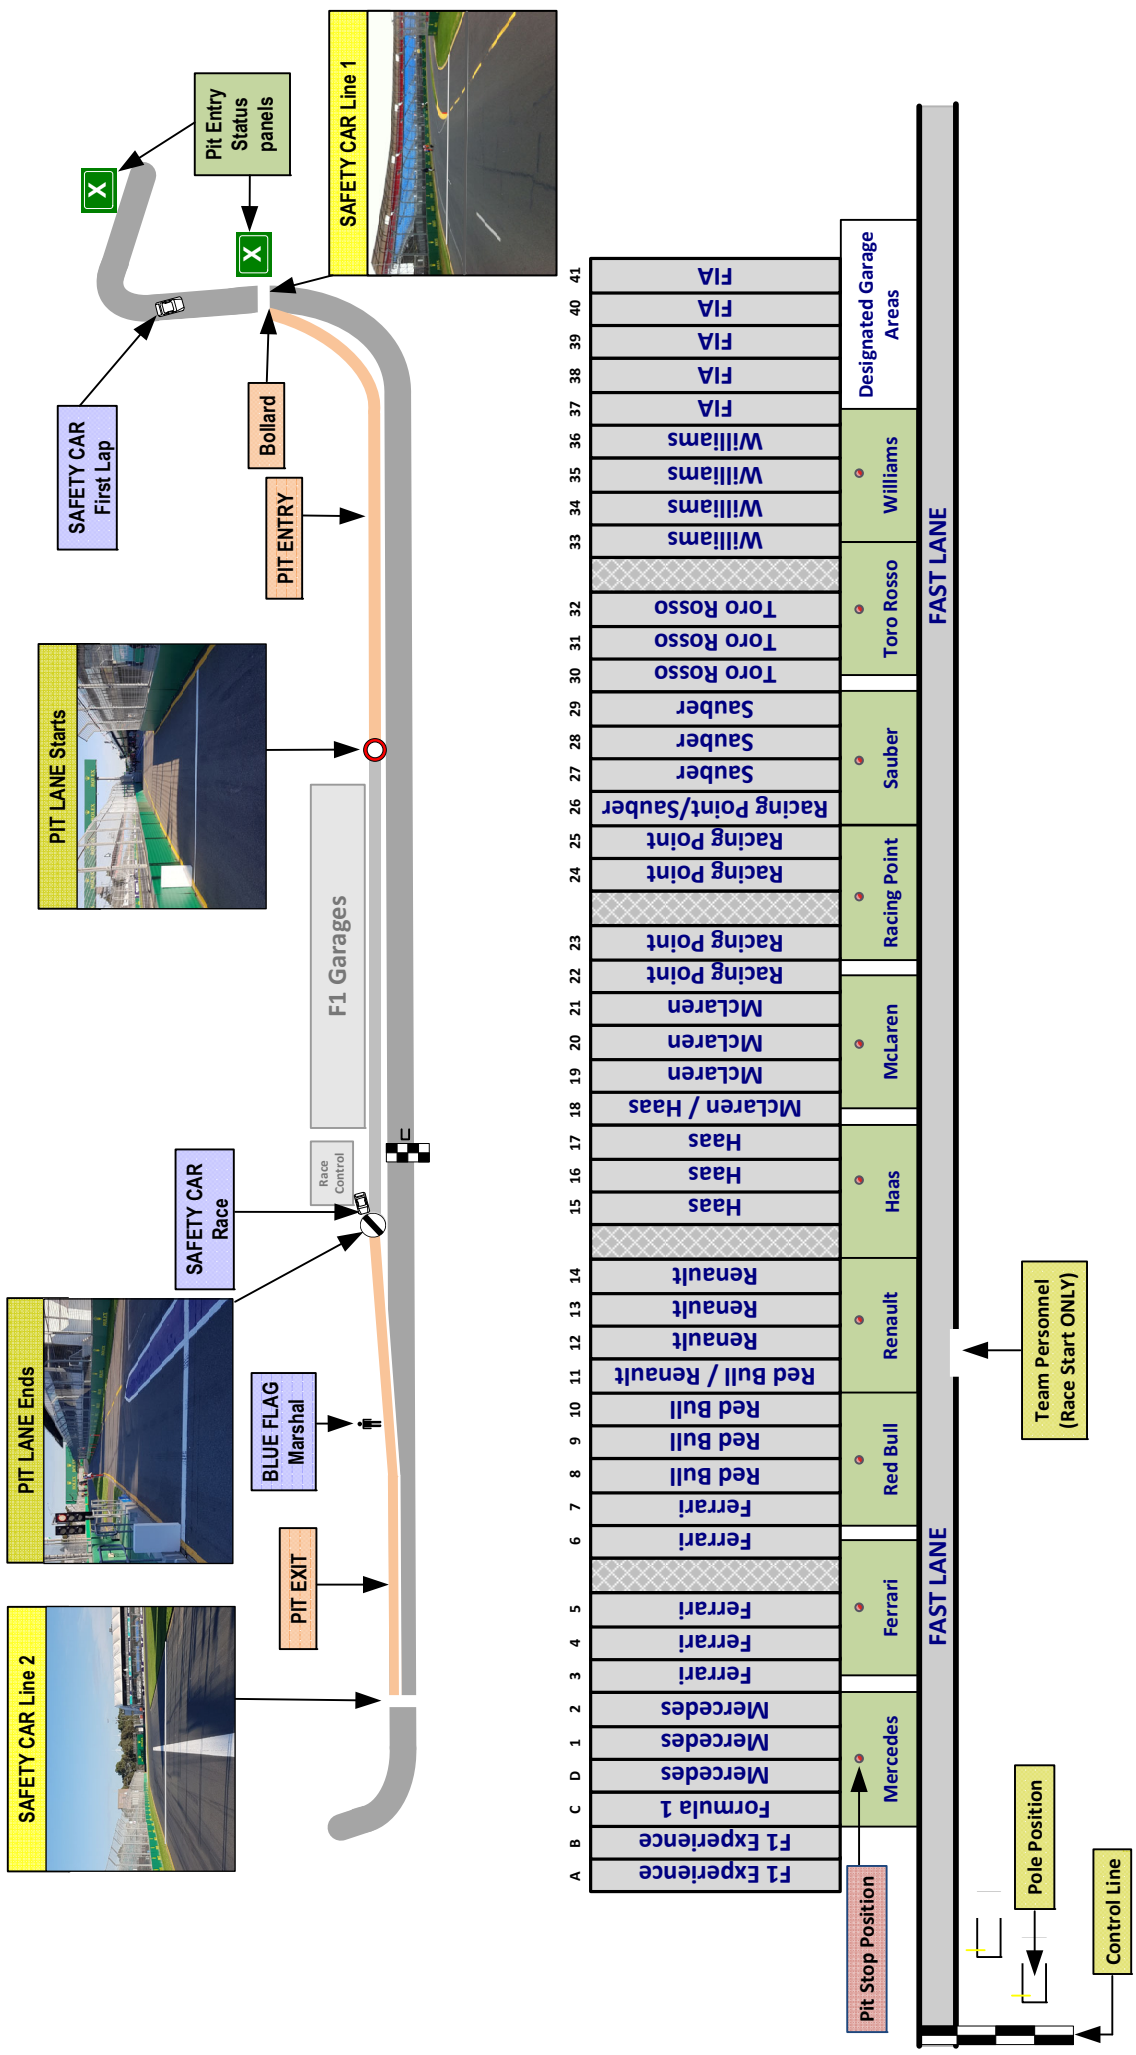 SAFETY CAR Line 2
PIT LANE Ends
PIT LANE Starts
SAFETY CAR Line 1
SAFETY CAR
Race
SAFETY CAR
First Lap
Pit Entry
Status
panels
X
X
PIT EXIT
BLUE FLAG
Marshal
Race
Control
F1 Garages
PIT ENTRY
Bollard
A
B
C
D
1
2
3
4
5
6
7
8
9
10
11
12
13
14
15
16
17
18
19
20
21
22
23
24
25
26
27
28
29
30
31
32
33
34
35
36
37
38
39
40
41
F1 Experience
F1 Experience
Formula 1
Mercedes
Mercedes
Mercedes
Ferrari
Ferrari
Ferrari
Ferrari
Ferrari
Red Bull
Red Bull
Red Bull
Red Bull / Renault
Renault
Renault
Renault
Haas
Haas
Haas
McLaren / Haas
McLaren
McLaren
McLaren
Racing Point
Racing Point
Racing Point
Racing Point
Racing Point/Sauber
Sauber
Sauber
Sauber
Toro Rosso
Toro Rosso
Toro Rosso
Williams
Williams
Williams
Williams
FIA
FIA
FIA
FIA
FIA
Pit Stop Position
Mercedes
Ferrari
Red Bull
Renault
Haas
McLaren
Racing Point
Sauber
Toro Rosso
Williams
Designated Garage
Areas
FAST LANE
FAST LANE
Pole Position
Control Line
Team Personnel
(Race Start ONLY)